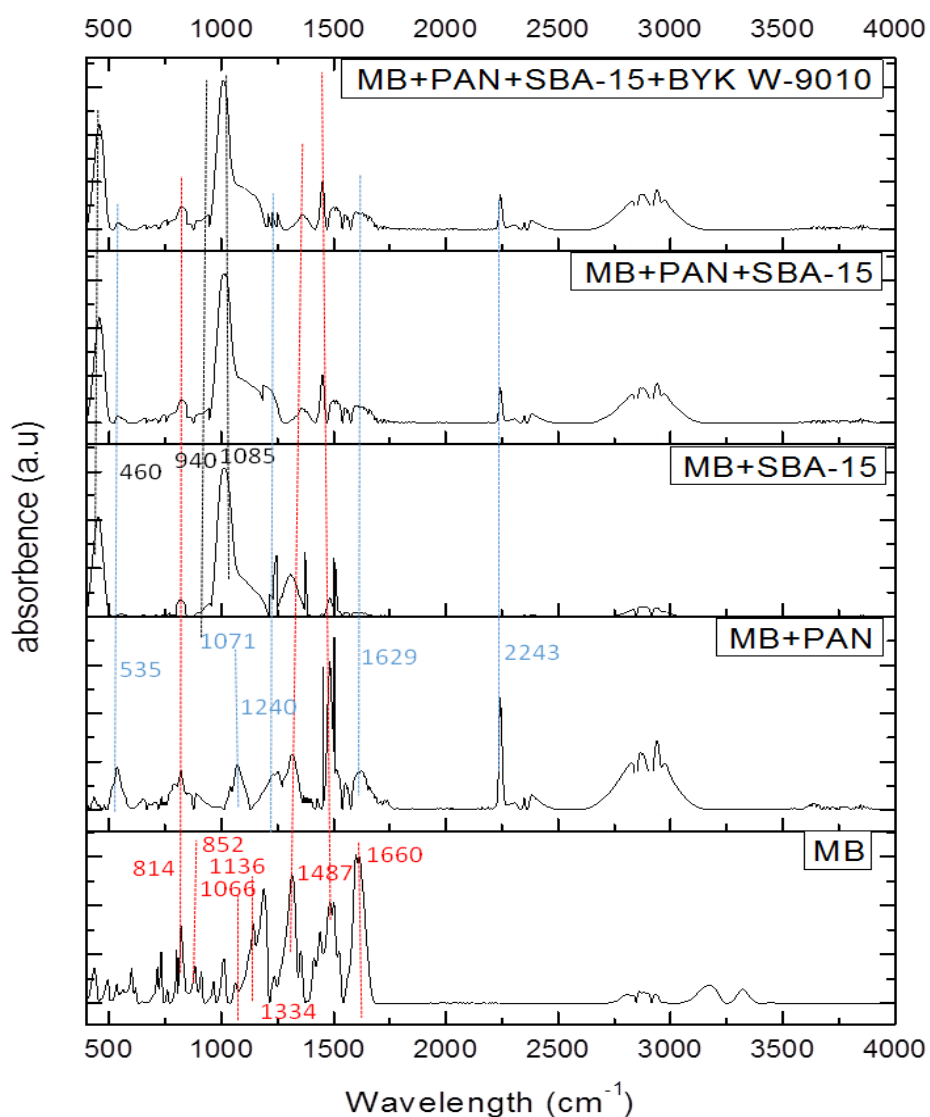 500 1000 1500 2000 2500 3000 3500 4000
MB+PAN+SBA-15+BYK W-9010
MB+PAN+SBA-15
MB+SBA-15
460 940 1085
MB+PAN
535 1071 1240 1629 2243
MB
814 852 1136 1066 1334 1487 1660
absorbence (a.u)
500 1000 1500 2000 2500 3000 3500 4000
Wavelength (cm-1)